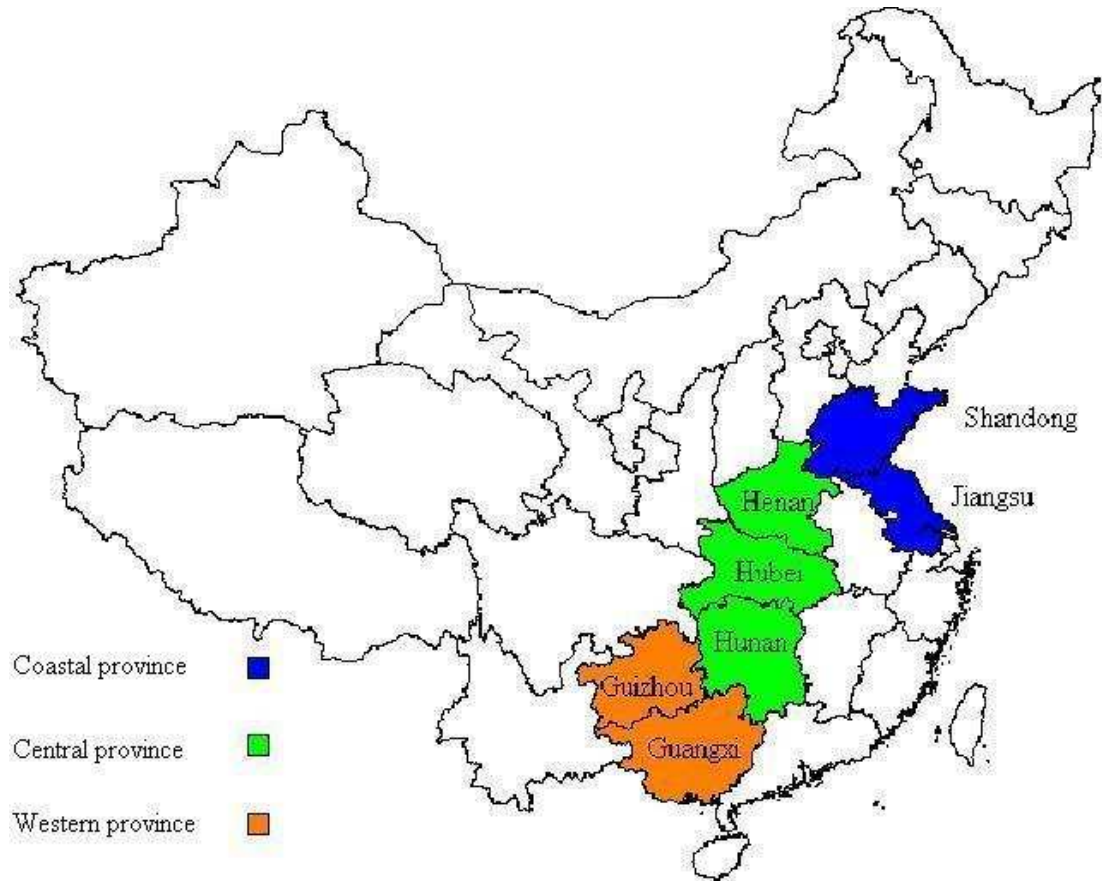 Shandong
Jiangsu
Henan
Hubei
Hunan
Guizhou
Guangxi
Coastal province
Central province
Western province